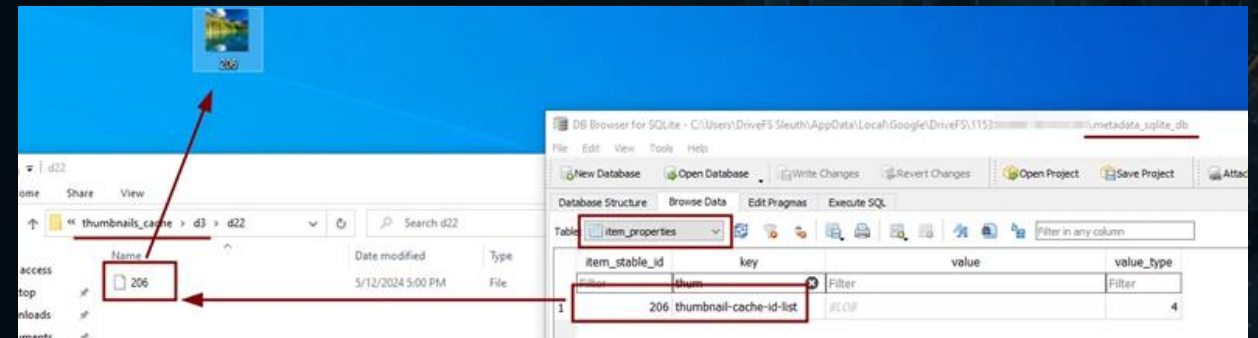 206
DB Browser for SQLite - C:\Users\DriveFS Sleuth\AppData\Local\Google\DriveFS\1152 metadata_sqlite_db
File Edit View Tools Help
New Database Open Database Write Changes Revert Changes Open Project Save Project Attac
Database Structure Browse Data Edit Pragmas Execute SQL
Table: item_properties Filter in any column
item_stable_id key value value_type
Filter thum Filter Filter
1 206 thumbnail-cache-id-list BLOB 4
d22
ome Share View
« thumbnails_cache › d3 › d22 Search d22
Name Date modified Type
access
206 5/12/2024 5:00 PM File
top
nloads
uments